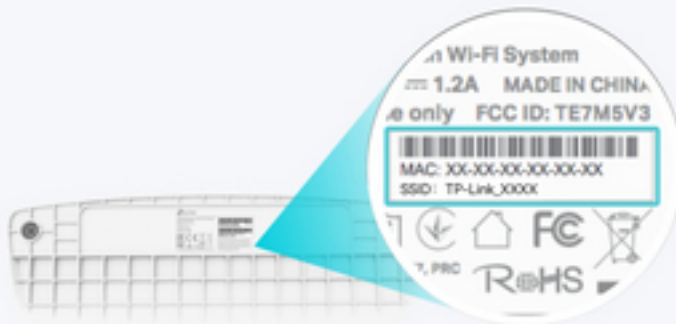 Wi-Fi System
1.2A MADE IN CHINA
e only FCC ID: TE7M5V3
MAC: XX-XX-XX-XX-XX-XX
SSID: TP-Link_XXXX
FC
, PRC
RoHS